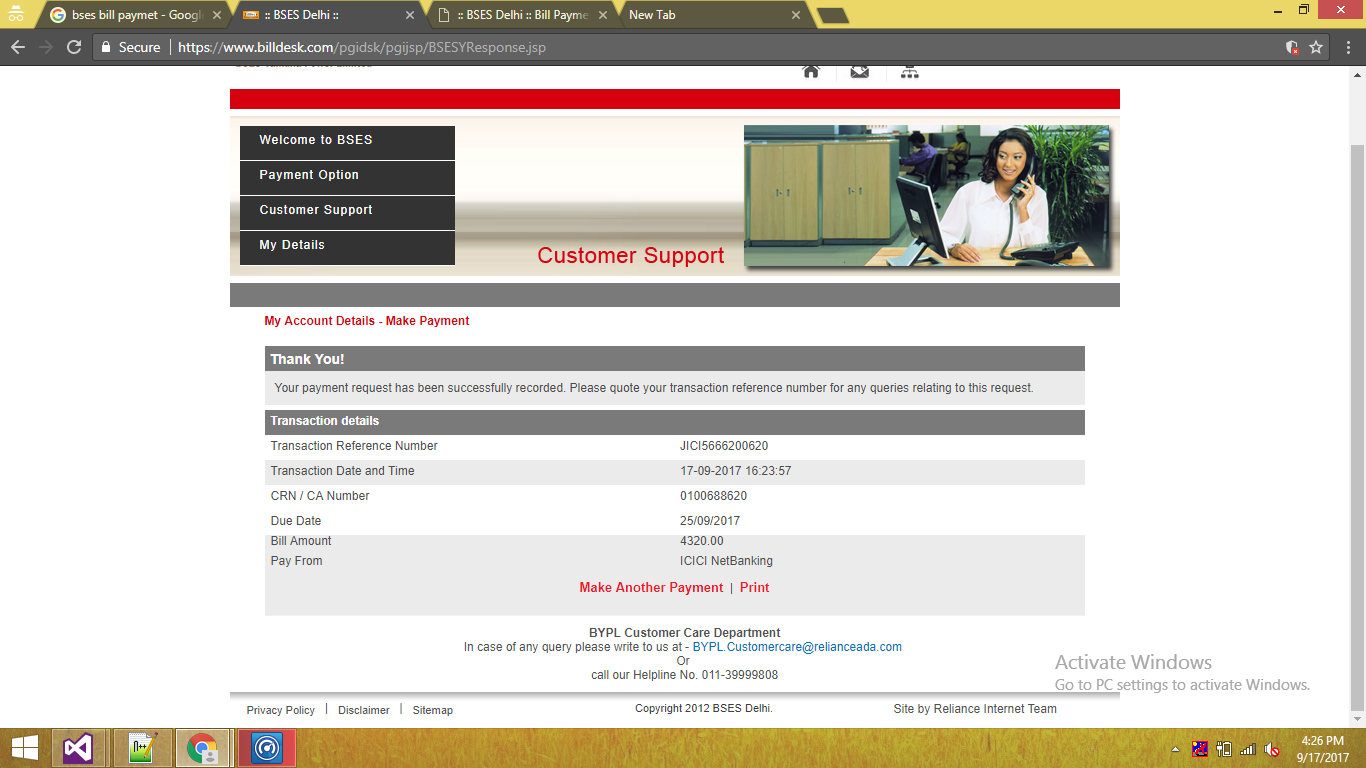 bses bill paymet - Googl
:: BSES Delhi ::
:: BSES Delhi :: Bill Payme
New Tab
Secure
https://www.billdesk.com/pgidsk/pgijsp/BSESYResponse.jsp
Welcome to BSES
Payment Option
Customer Support
My Details
Customer Support
My Account Details - Make Payment
Thank You!
Your payment request has been successfully recorded. Please quote your transaction reference number for any queries relating to this request.
Transaction details
Transaction Reference Number JICI5666200620
Transaction Date and Time 17-09-2017 16:23:57
CRN / CA Number 0100688620
Due Date 25/09/2017
Bill Amount 4320.00
Pay From ICICI NetBanking
Make Another Payment | Print
BYPL Customer Care Department
In case of any query please write to us at - BYPL.Customercare@relianceada.com
Or
call our Helpline No. 011-39999808
Activate Windows
Go to PC settings to activate Windows.
Privacy Policy | Disclaimer | Sitemap
Copyright 2012 BSES Delhi.
Site by Reliance Internet Team
4:26 PM
9/17/2017